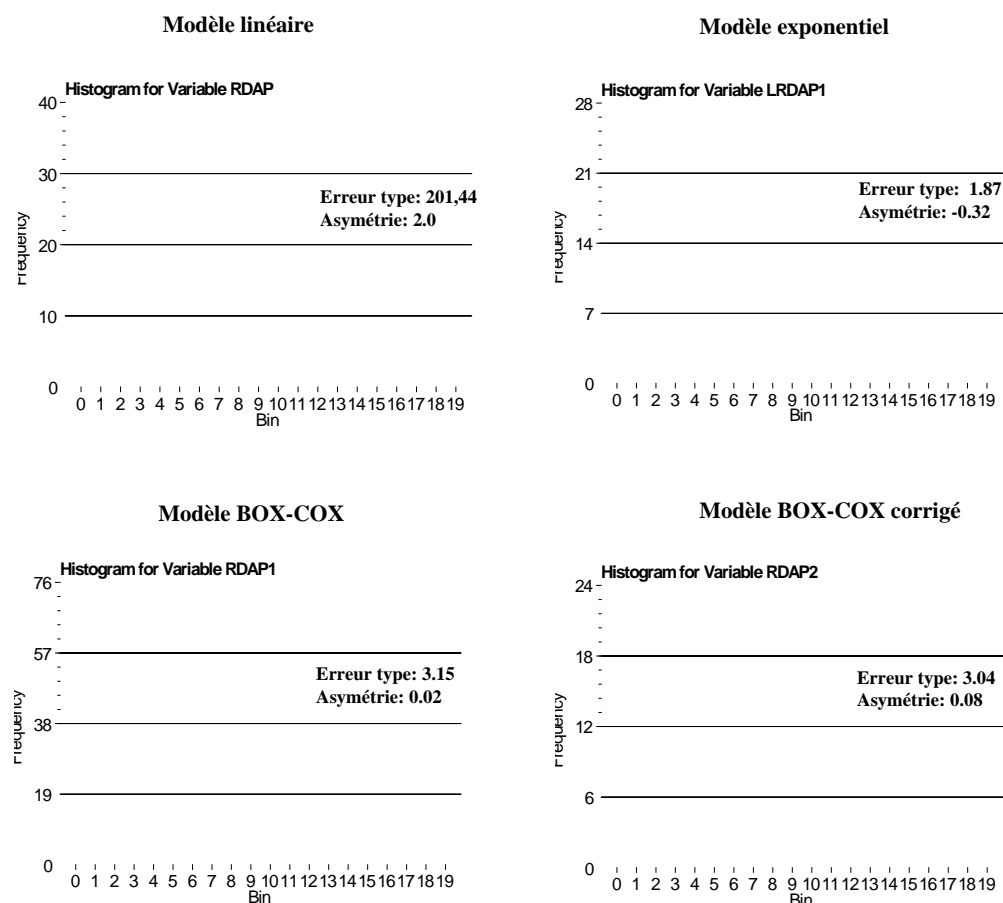 Modèle linéaire
Histogram for Variable RDAP
40
30
20
10
0
Frequency
Erreur type: 201,44
Asymétrie: 2.0
0 1 2 3 4 5 6 7 8 9 10 11 12 13 14 15 16 17 18 19
Bin
Modèle exponentiel
Histogram for Variable LRDAP1
28
21
14
7
0
Frequency
Erreur type: 1.87
Asymétrie: -0.32
0 1 2 3 4 5 6 7 8 9 10 11 12 13 14 15 16 17 18 19
Bin
Modèle BOX-COX
Histogram for Variable RDAP1
76
57
38
19
0
Frequency
Erreur type: 3.15
Asymétrie: 0.02
0 1 2 3 4 5 6 7 8 9 10 11 12 13 14 15 16 17 18 19
Bin
Modèle BOX-COX corrigé
Histogram for Variable RDAP2
24
18
12
6
0
Frequency
Erreur type: 3.04
Asymétrie: 0.08
0 1 2 3 4 5 6 7 8 9 10 11 12 13 14 15 16 17 18 19
Bin